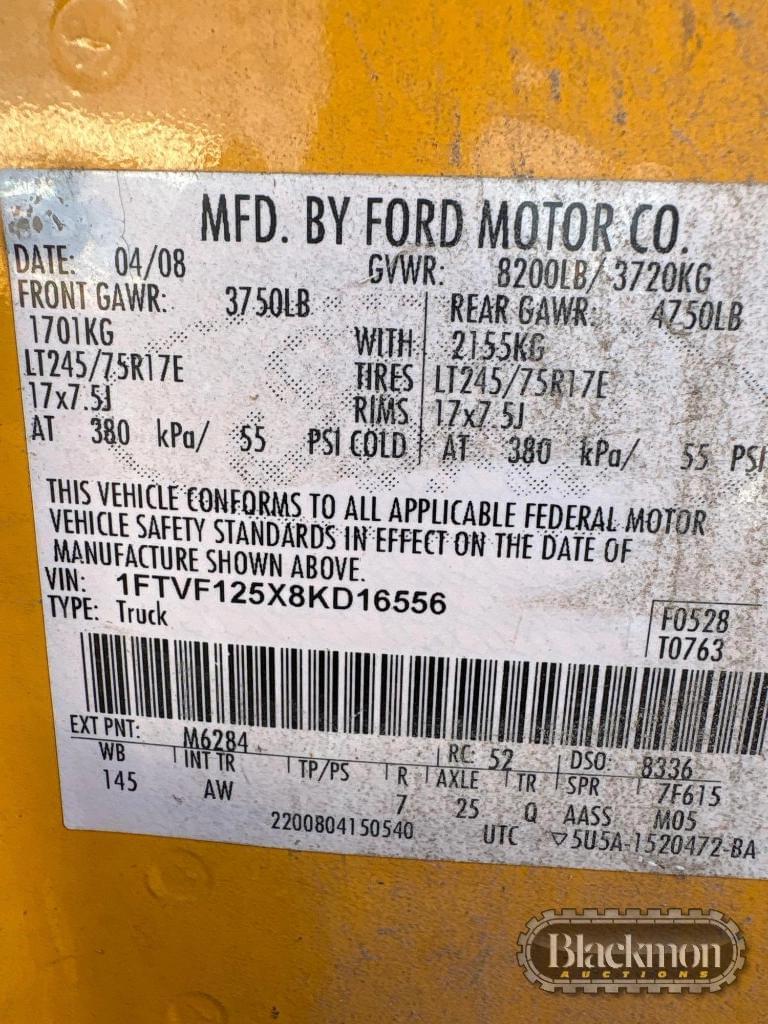 MFD. BY FORD MOTOR CO.
DATE: 04/08 GVWR: 8200LB/ 3720KG
FRONT GAWR: 3750LB REAR GAWR: 4750LB
1701KG WITH 2155KG
LT245/75R17E TIRES LT245/75R17E
17x7.5J RIMS 17x7.5J
AT 380 kPa/ 55 PSI COLD AT 380 kPa/ 55 PSI
THIS VEHICLE CONFORMS TO ALL APPLICABLE FEDERAL MOTOR
VEHICLE SAFETY STANDARDS IN EFFECT ON THE DATE OF
MANUFACTURE SHOWN ABOVE.
VIN: 1FTVF125X8KD16556
TYPE: Truck
F0528
T0763
EXT PNT: M6284 RC: 52 DSO: 8336
WB INT TR TP/PS R AXLE TR SPR 7F615
145 AW 7 25 Q AASS M05
2200804150540 UTC ▽5U5A-1520472-BA
Blackmon
AUCTIONS